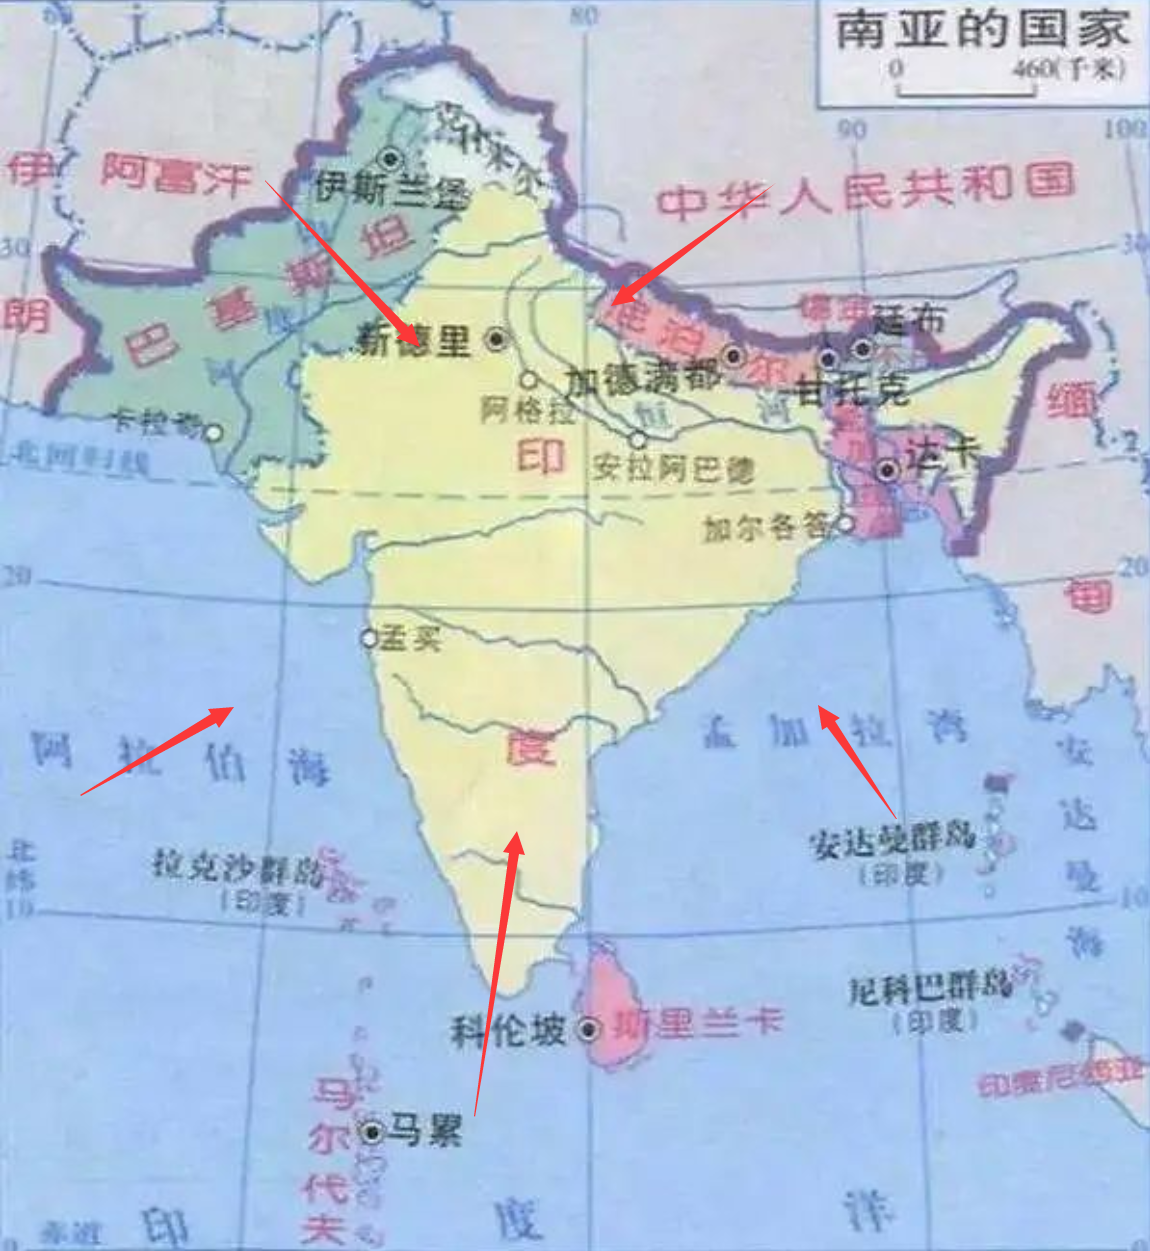 南亚的国家
0 460(千米)
80
90
100
伊
朗
阿富汗
中华人民共和国
克什米尔
伊斯兰堡
30
30
巴基斯坦
印度河
新德里
尼泊尔
德里
廷布
加德满都
甘托克
阿格拉
恒河
缅
甸
卡拉奇
达卡
北回归线
印
度
安拉阿巴德
加尔各答
20
20
孟买
阿拉伯海
孟加拉湾
安达曼海
安达曼群岛
(印度)
拉克沙群岛
(印度)
北纬
10
10
尼科巴群岛
(印度)
科伦坡
斯里兰卡
印度尼西亚
马尔代夫
马累
赤道
印度洋
0